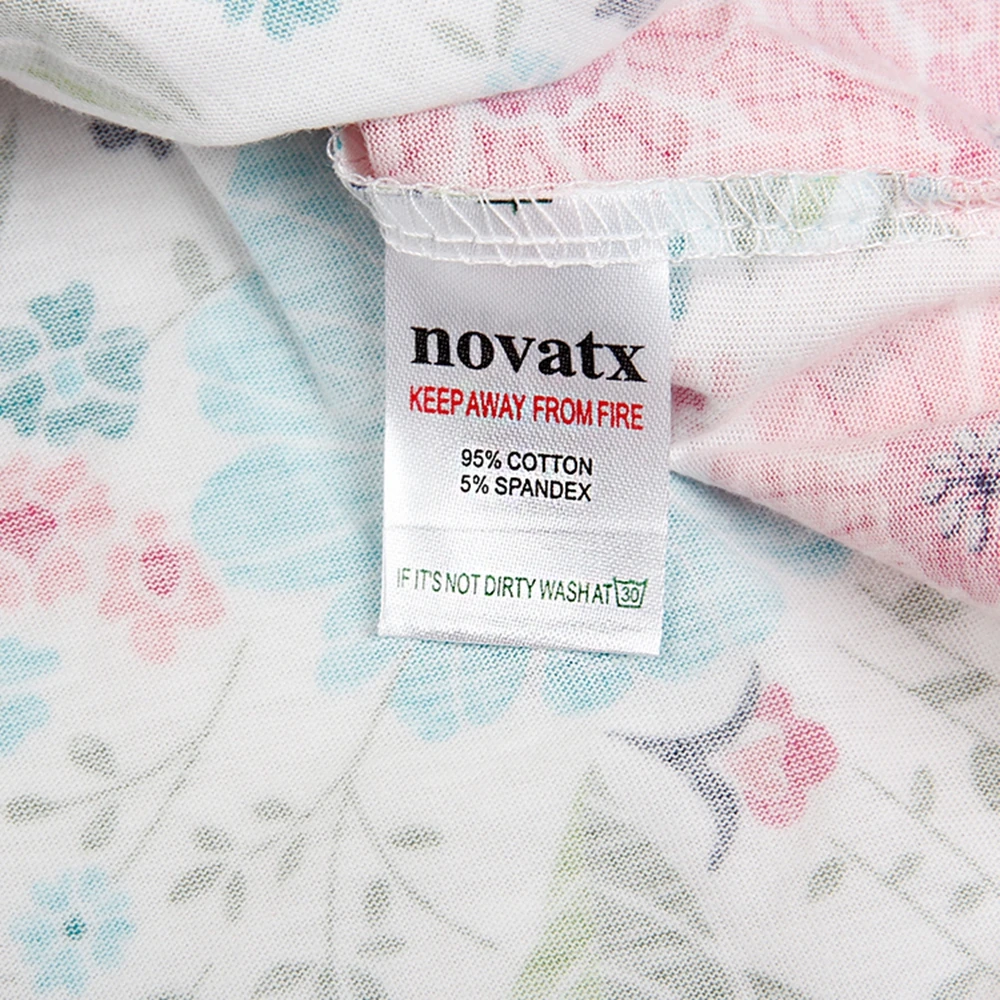 novatx
KEEP AWAY FROM FIRE
95% COTTON
5% SPANDEX
IF IT'S NOT DIRTY WASH AT 30